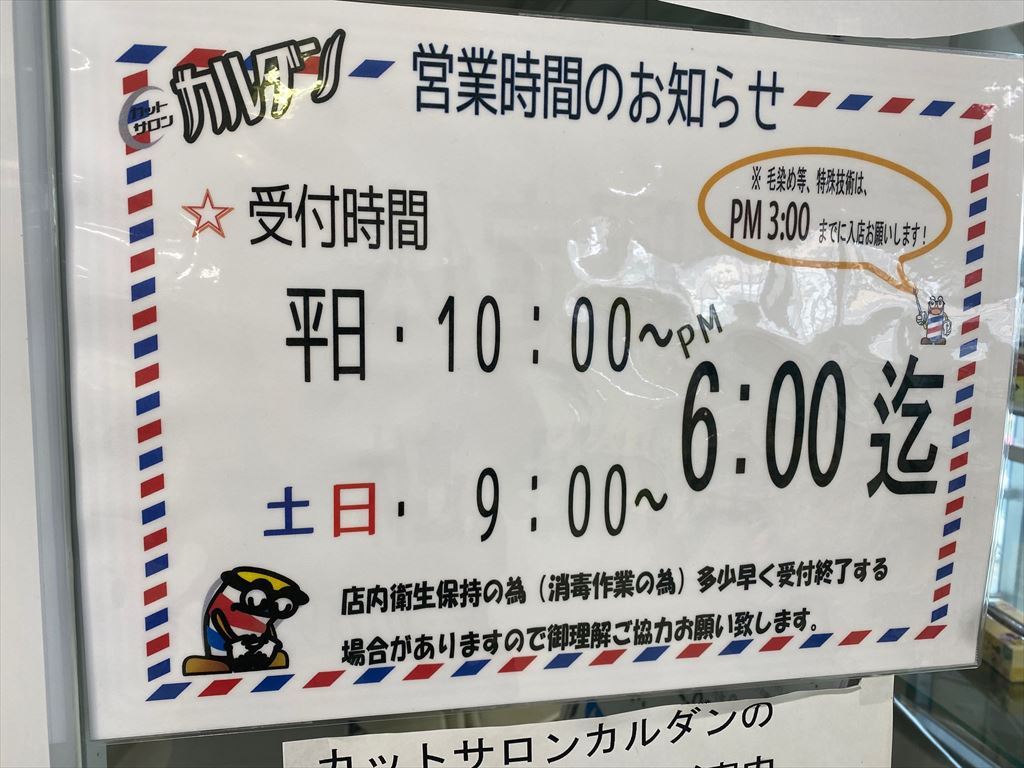 カット
サロン
カルダン
営業時間のお知らせ
※ 毛染め等、特殊技術は、
PM 3:00 までに入店お願いします!
☆ 受付時間
平日・10:00~PM
6:00 迄
土日・ 9:00~
店内衛生保持の為(消毒作業の為)多少早く受付終了する
場合がありますので御理解ご協力お願い致します。
カットサロンカルダンの